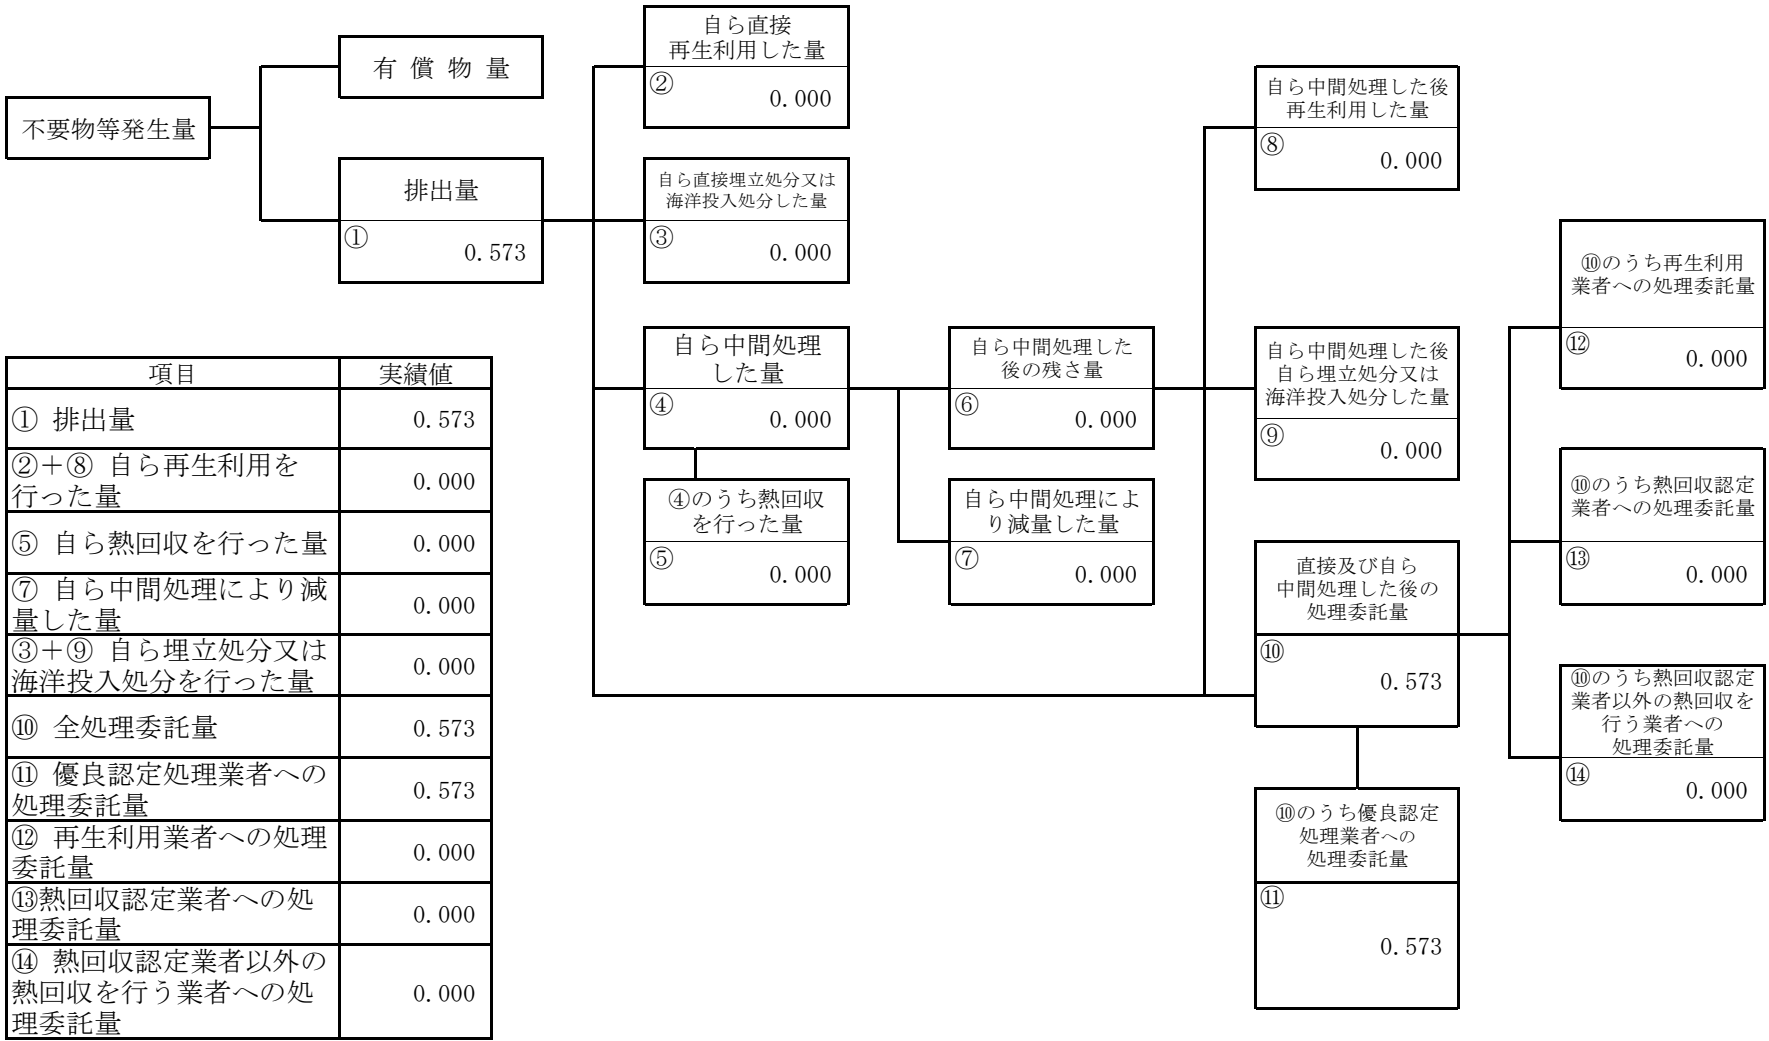 不要物等発生量
有 償 物 量
排出量
①
0.573
自ら直接
再生利用した量
②
0.000
自ら直接埋立処分又は
海洋投入処分した量
③
0.000
自ら中間処理
した量
④
0.000
④のうち熱回収
を行った量
⑤
0.000
自ら中間処理した
後の残さ量
⑥
0.000
自ら中間処理によ
り減量した量
⑦
0.000
自ら中間処理した後
再生利用した量
⑧
0.000
自ら中間処理した後
自ら埋立処分又は
海洋投入処分した量
⑨
0.000
直接及び自ら
中間処理した後の
処理委託量
⑩
0.573
⑩のうち優良認定
処理業者への
処理委託量
⑪
0.573
⑩のうち再生利用
業者への処理委託量
⑫
0.000
⑩のうち熱回収認定
業者への処理委託量
⑬
0.000
⑩のうち熱回収認定
業者以外の熱回収を
行う業者への
処理委託量
⑭
0.000
項目 実績値
① 排出量 0.573
②＋⑧ 自ら再生利用を
行った量 0.000
⑤ 自ら熱回収を行った量 0.000
⑦ 自ら中間処理により減
量した量 0.000
③＋⑨ 自ら埋立処分又は
海洋投入処分を行った量 0.000
⑩ 全処理委託量 0.573
⑪ 優良認定処理業者への
処理委託量 0.573
⑫ 再生利用業者への処理
委託量 0.000
⑬熱回収認定業者への処
理委託量 0.000
⑭ 熱回収認定業者以外の
熱回収を行う業者への処
理委託量 0.000